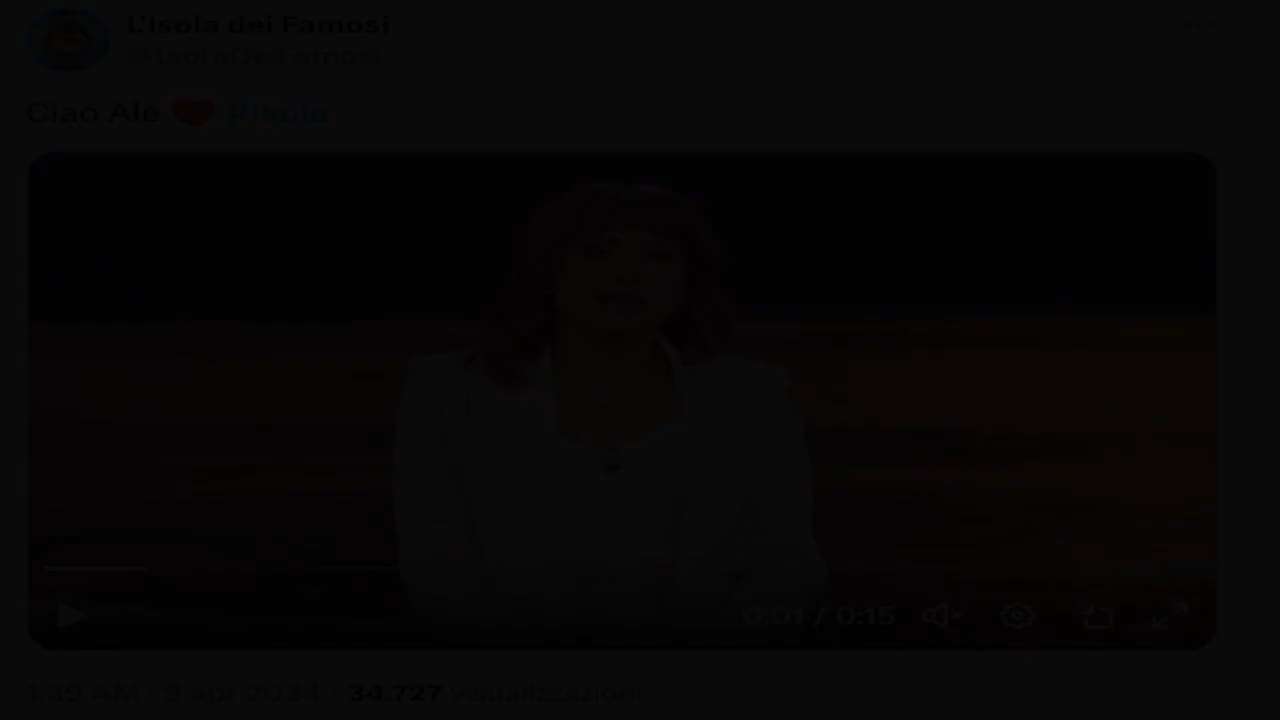 L'Isola dei Famosi
@IsoLaDeiFamosi
Ciao Ale ❤️ #Isola
0:01 / 0:15
1:39 AM · 9 apr 2024 · 34.727 visualizzazioni